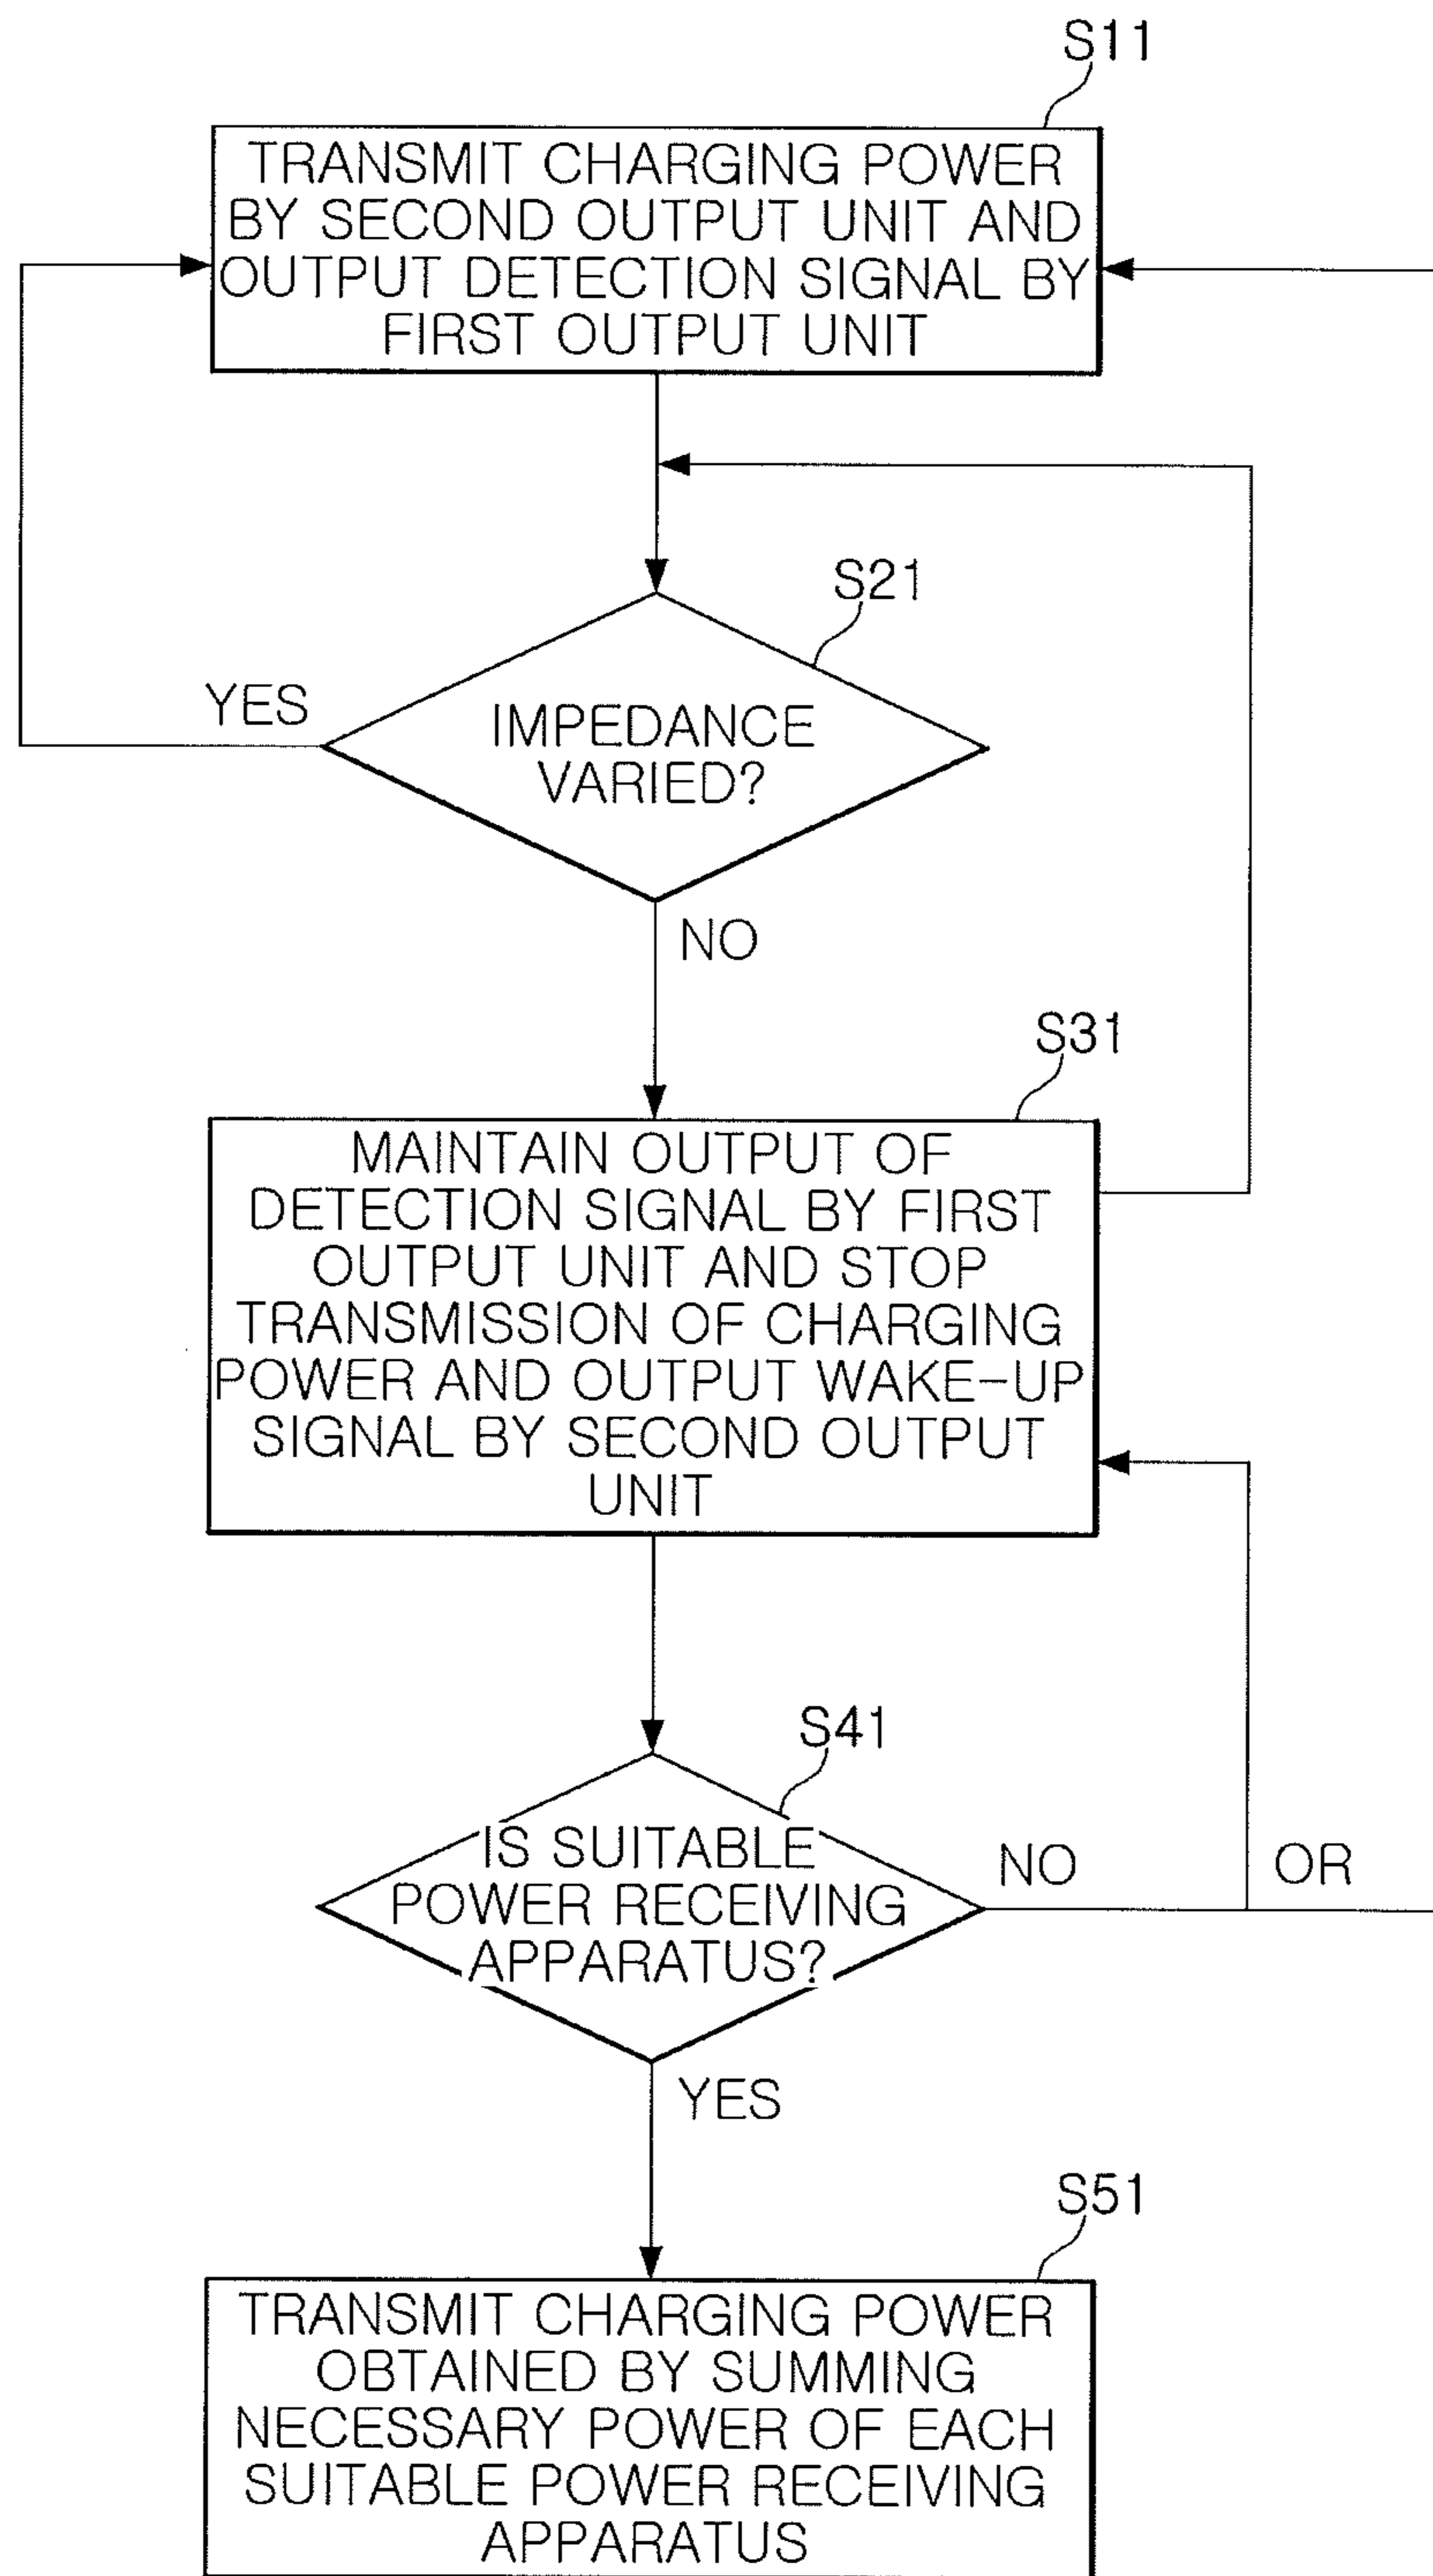 S11
TRANSMIT CHARGING POWER
BY SECOND OUTPUT UNIT AND
OUTPUT DETECTION SIGNAL BY
FIRST OUTPUT UNIT
S21
YES
IMPEDANCE
VARIED?
NO
S31
MAINTAIN OUTPUT OF
DETECTION SIGNAL BY FIRST
OUTPUT UNIT AND STOP
TRANSMISSION OF CHARGING
POWER AND OUTPUT WAKE-UP
SIGNAL BY SECOND OUTPUT
UNIT
S41
IS SUITABLE
POWER RECEIVING
APPARATUS?
NO
OR
YES
S51
TRANSMIT CHARGING POWER
OBTAINED BY SUMMING
NECESSARY POWER OF EACH
SUITABLE POWER RECEIVING
APPARATUS